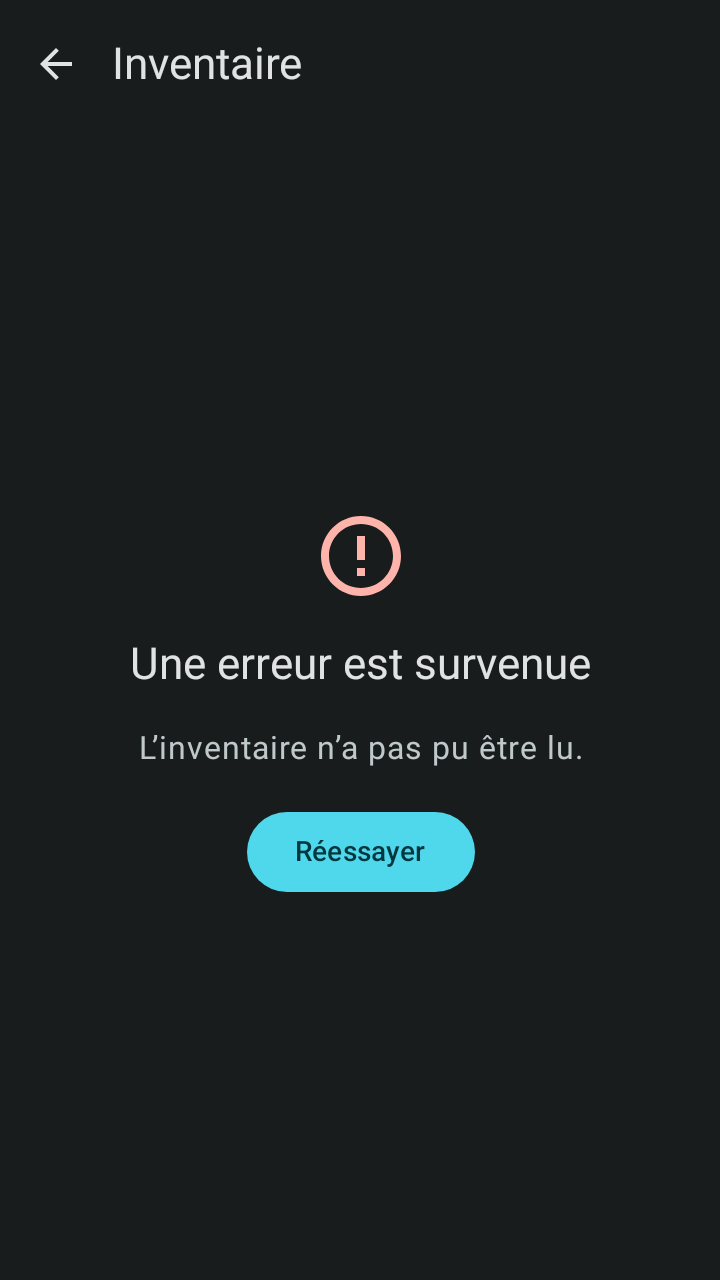 Inventaire
Une erreur est survenue
L’inventaire n’a pas pu être lu.
Réessayer